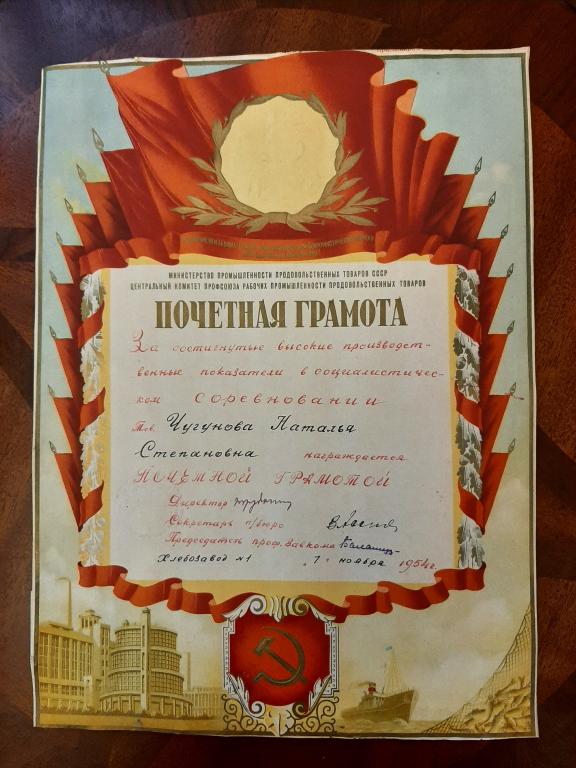 МИНИСТЕРСТВО ПРОМЫШЛЕННОСТИ ПРОДОВОЛЬСТВЕННЫХ ТОВАРОВ СССР
ЦЕНТРАЛЬНЫЙ КОМИТЕТ ПРОФСОЮЗА РАБОЧИХ ПРОМЫШЛЕННОСТИ ПРОДОВОЛЬСТВЕННЫХ ТОВАРОВ
ПОЧЕТНАЯ ГРАМОТА
За достигнутые высокие производст-
венные показатели в социалистичес-
ком соревновании
Тов. Чугунова Наталья
Степановна награждается
ПОЧЕТНОЙ ГРАМОТОЙ
Директор
Секретарь п/бюро
Председатель проф. завкома
Хлебозавод №1 "7" ноября 1954г.